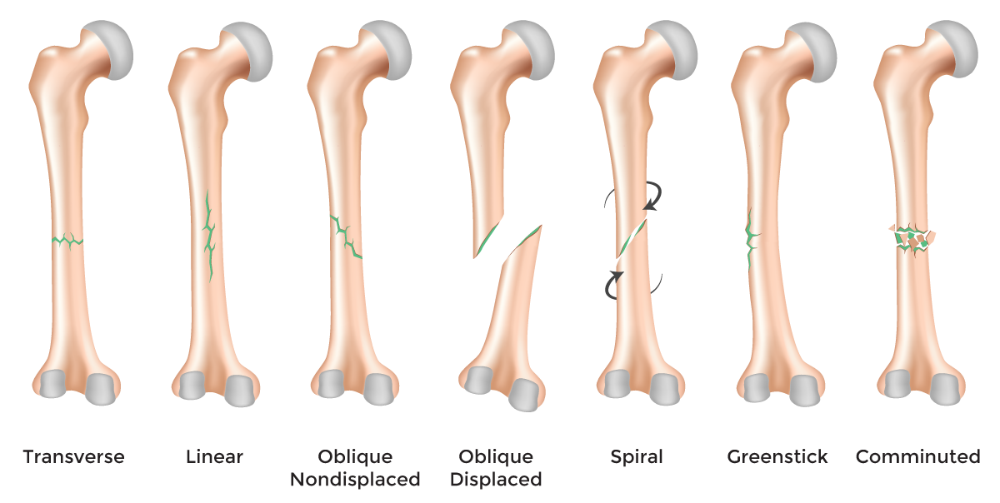 Transverse
Linear
Oblique
Nondisplaced
Oblique
Displaced
Spiral
Greenstick
Comminuted